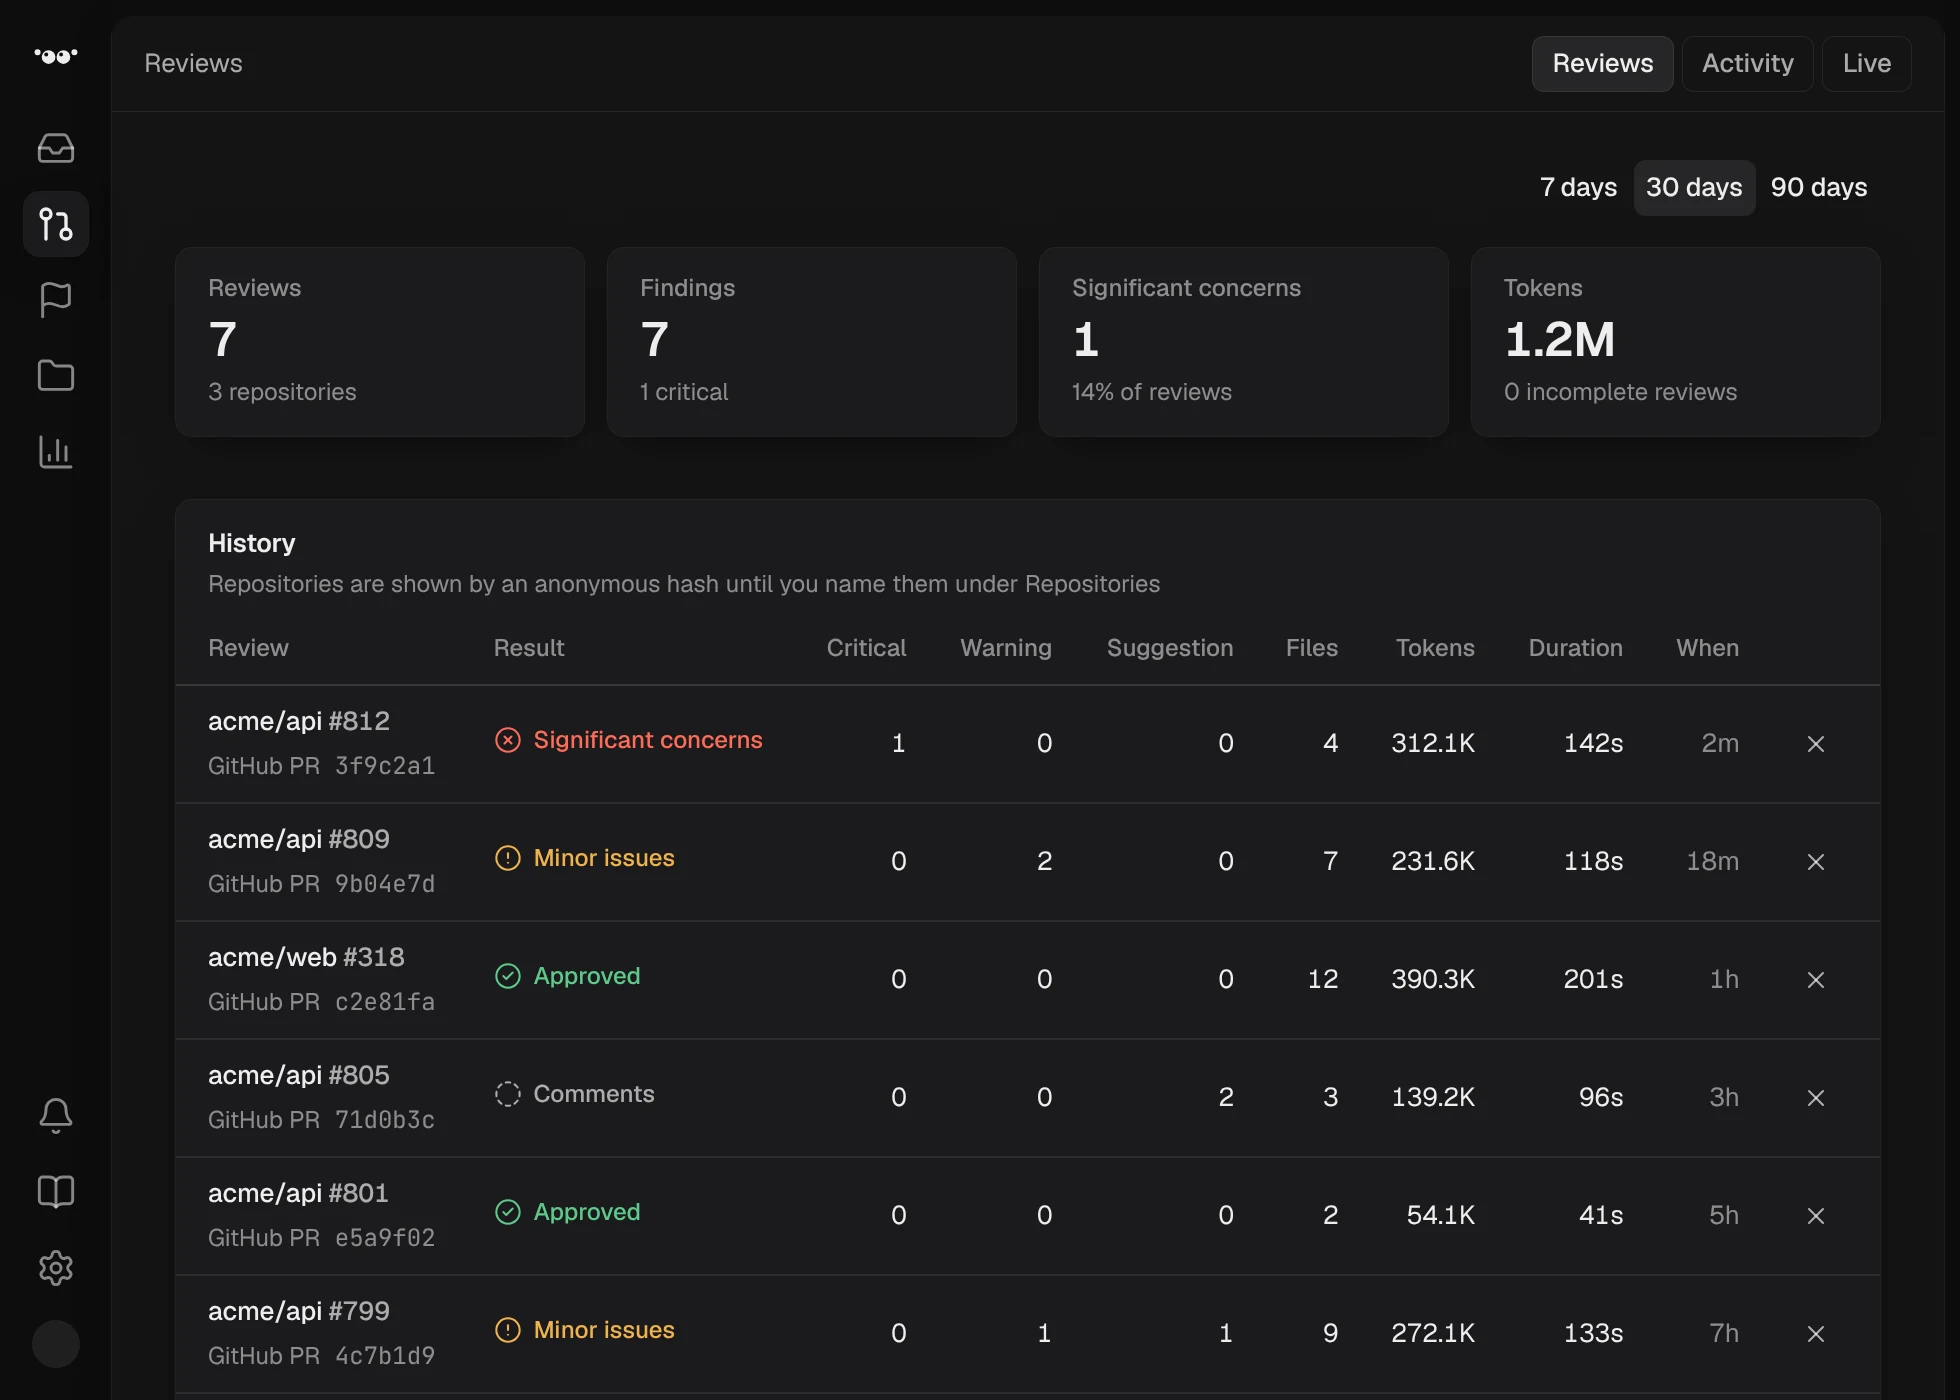 Reviews
Reviews Activity Live
7 days 30 days 90 days
Reviews
7
3 repositories
Findings
7
1 critical
Significant concerns
1
14% of reviews
Tokens
1.2M
0 incomplete reviews
History
Repositories are shown by an anonymous hash until you name them under Repositories
Review Result Critical Warning Suggestion Files Tokens Duration When
acme/api #812
GitHub PR 3f9c2a1
Significant concerns 1 0 0 4 312.1K 142s 2m
acme/api #809
GitHub PR 9b04e7d
Minor issues 0 2 0 7 231.6K 118s 18m
acme/web #318
GitHub PR c2e81fa
Approved 0 0 0 12 390.3K 201s 1h
acme/api #805
GitHub PR 71d0b3c
Comments 0 0 2 3 139.2K 96s 3h
acme/api #801
GitHub PR e5a9f02
Approved 0 0 0 2 54.1K 41s 5h
acme/api #799
GitHub PR 4c7b1d9
Minor issues 0 1 1 9 272.1K 133s 7h